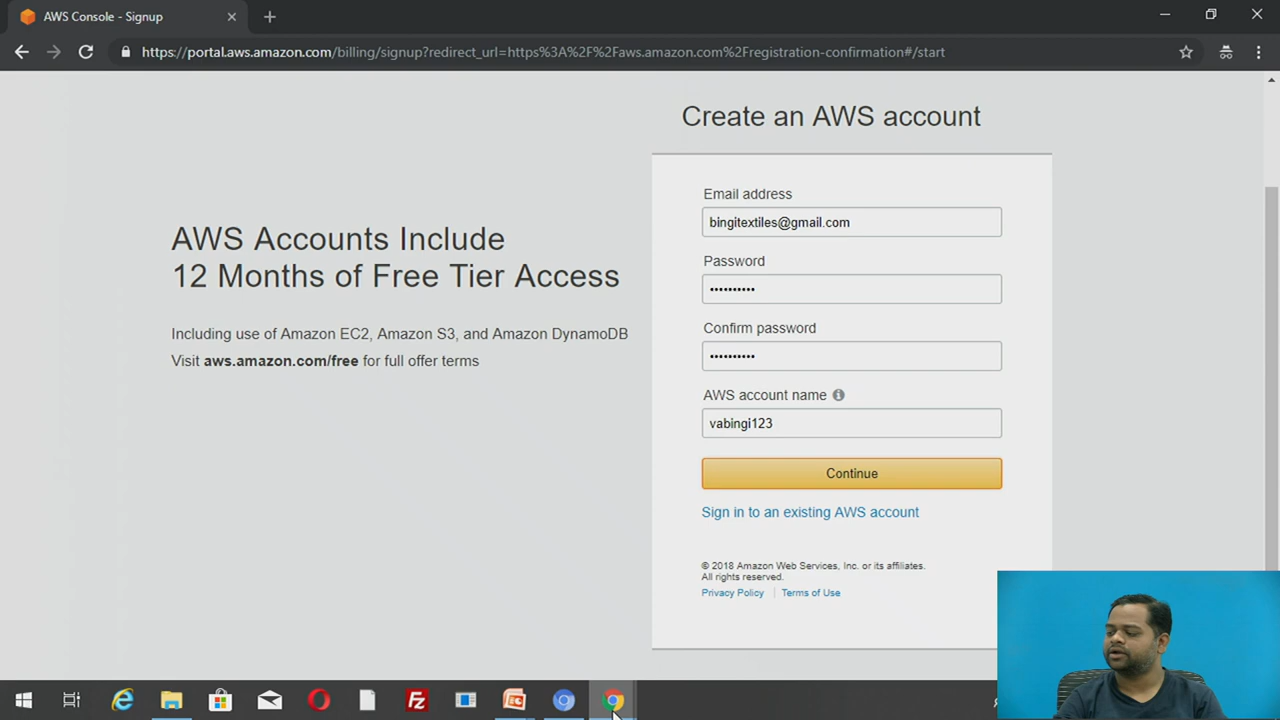 AWS Console - Signup
https://portal.aws.amazon.com/billing/signup?redirect_url=https%3A%2F%2Faws.amazon.com%2Fregistration-confirmation#/start
Create an AWS account
AWS Accounts Include
12 Months of Free Tier Access
Including use of Amazon EC2, Amazon S3, and Amazon DynamoDB
Visit aws.amazon.com/free for full offer terms
Email address
bingitextiles@gmail.com
Password
••••••••••
Confirm password
••••••••••
AWS account name
vabingi123
Continue
Sign in to an existing AWS account
© 2018 Amazon Web Services, Inc. or its affiliates.
All rights reserved.
Privacy Policy | Terms of Use